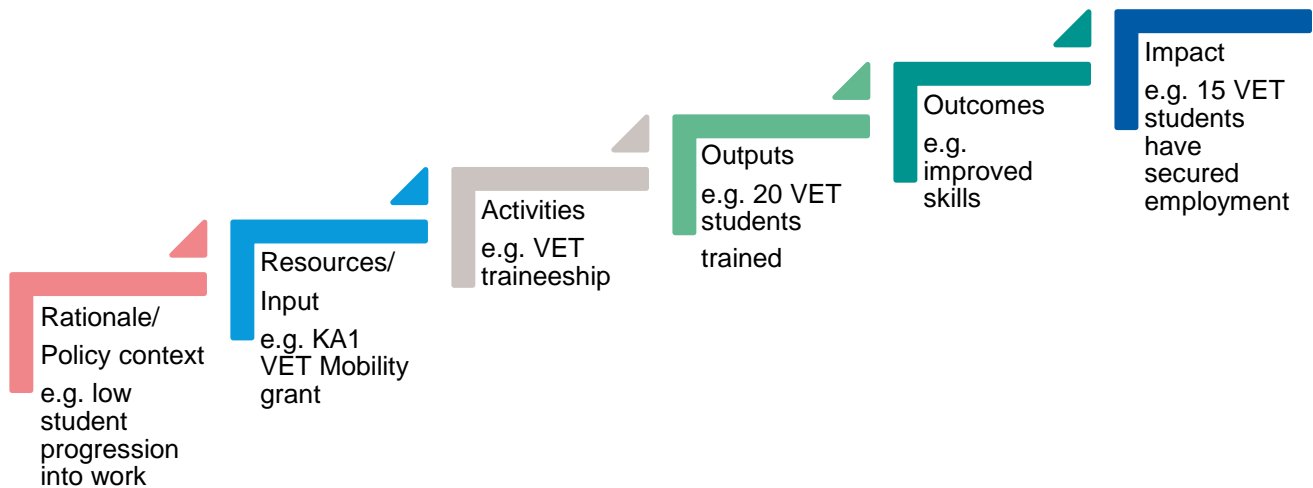 Rationale/
Policy context
e.g. low
student
progression
into work
Resources/
Input
e.g. KA1
VET Mobility
grant
Activities
e.g. VET
traineeship
Outputs
e.g. 20 VET
students
trained
Outcomes
e.g.
improved
skills
Impact
e.g. 15 VET
students
have
secured
employment